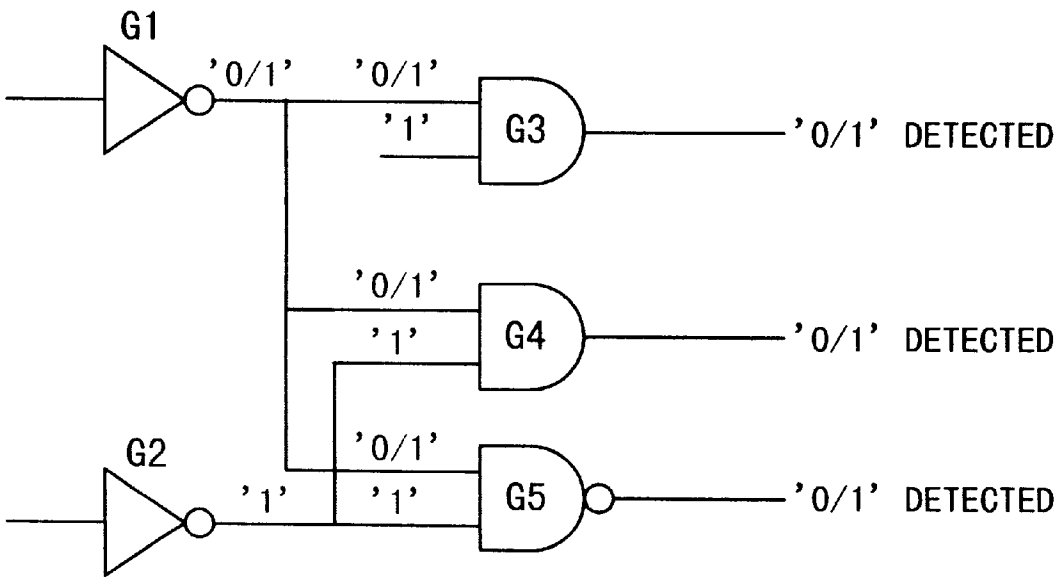 G1
'0/1' '0/1'
'1'
G3
'0/1' DETECTED
'0/1'
'1'
G4
'0/1' DETECTED
G2
'0/1'
'1' '1'
G5
'0/1' DETECTED